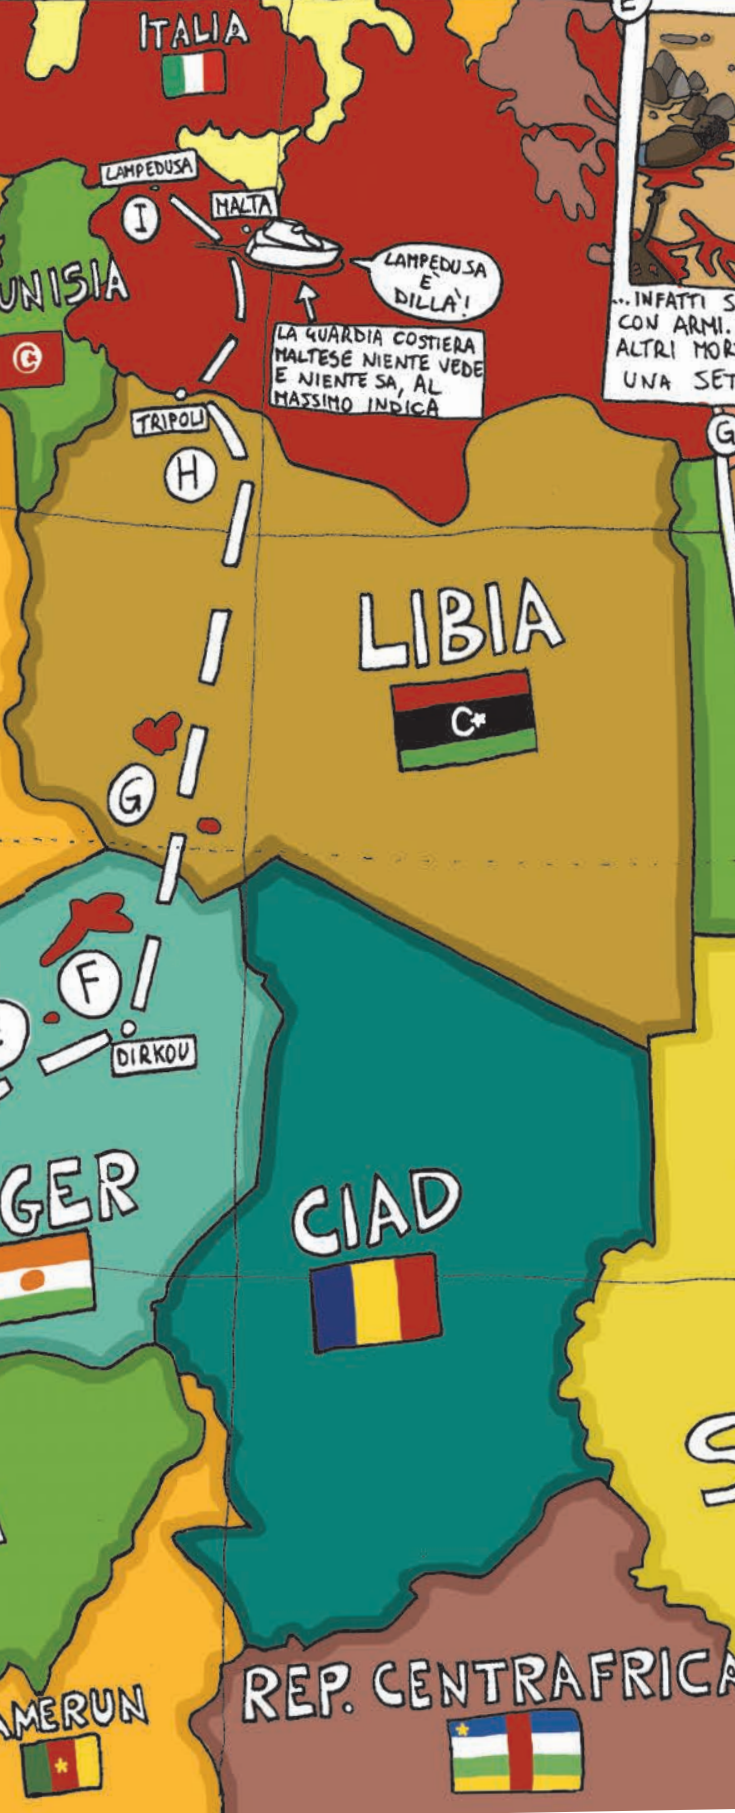 ITALIA
LAMPEDUSA
I
MALTA
LAMPEDUSA
È
DILLÀ!
LA GUARDIA COSTIERA
MALTESE NIENTE VEDE
E NIENTE SA, AL
MASSIMO INDICA
...INFATTI S
CON ARMI.
ALTRI MOR
UNA SET
UNISIA
TRIPOLI
G
H
LIBIA
G
F
DIRKOU
GER
CIAD
S
REP. CENTRAFRICA
AMERUN